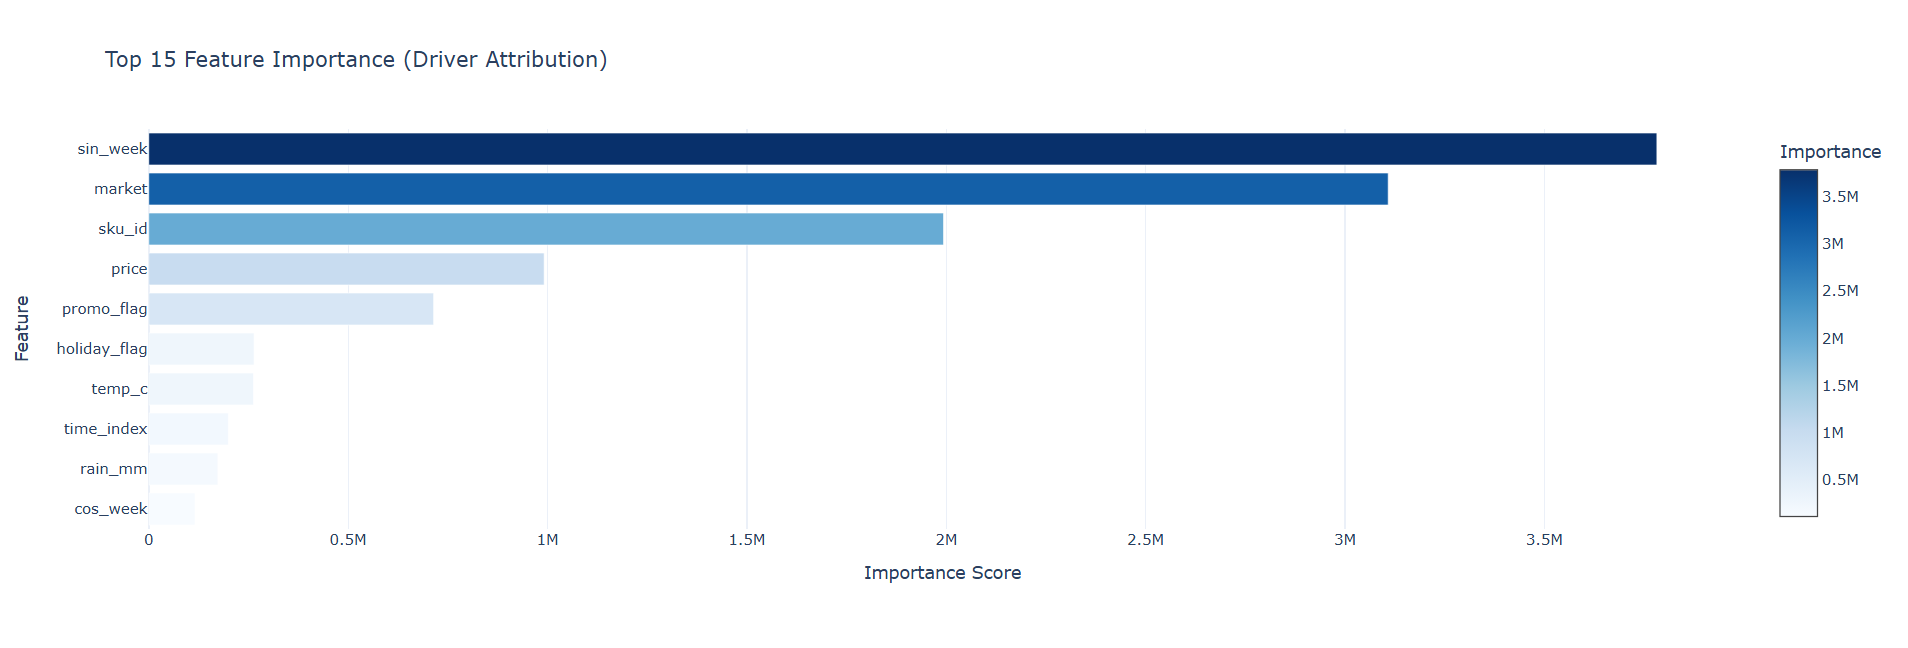 Top 15 Feature Importance (Driver Attribution)
Feature
sin_week
market
sku_id
price
promo_flag
holiday_flag
temp_c
time_index
rain_mm
cos_week
0 0.5M 1M 1.5M 2M 2.5M 3M 3.5M
Importance Score
Importance
3.5M
3M
2.5M
2M
1.5M
1M
0.5M